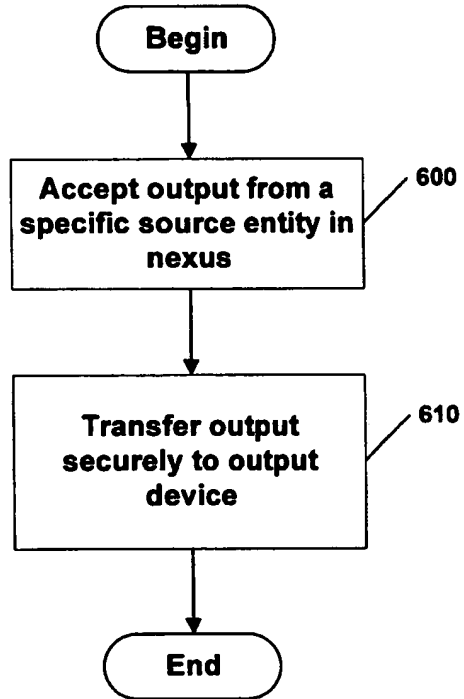 Begin
Accept output from a
specific source entity in
nexus
600
Transfer output
securely to output
device
610
End